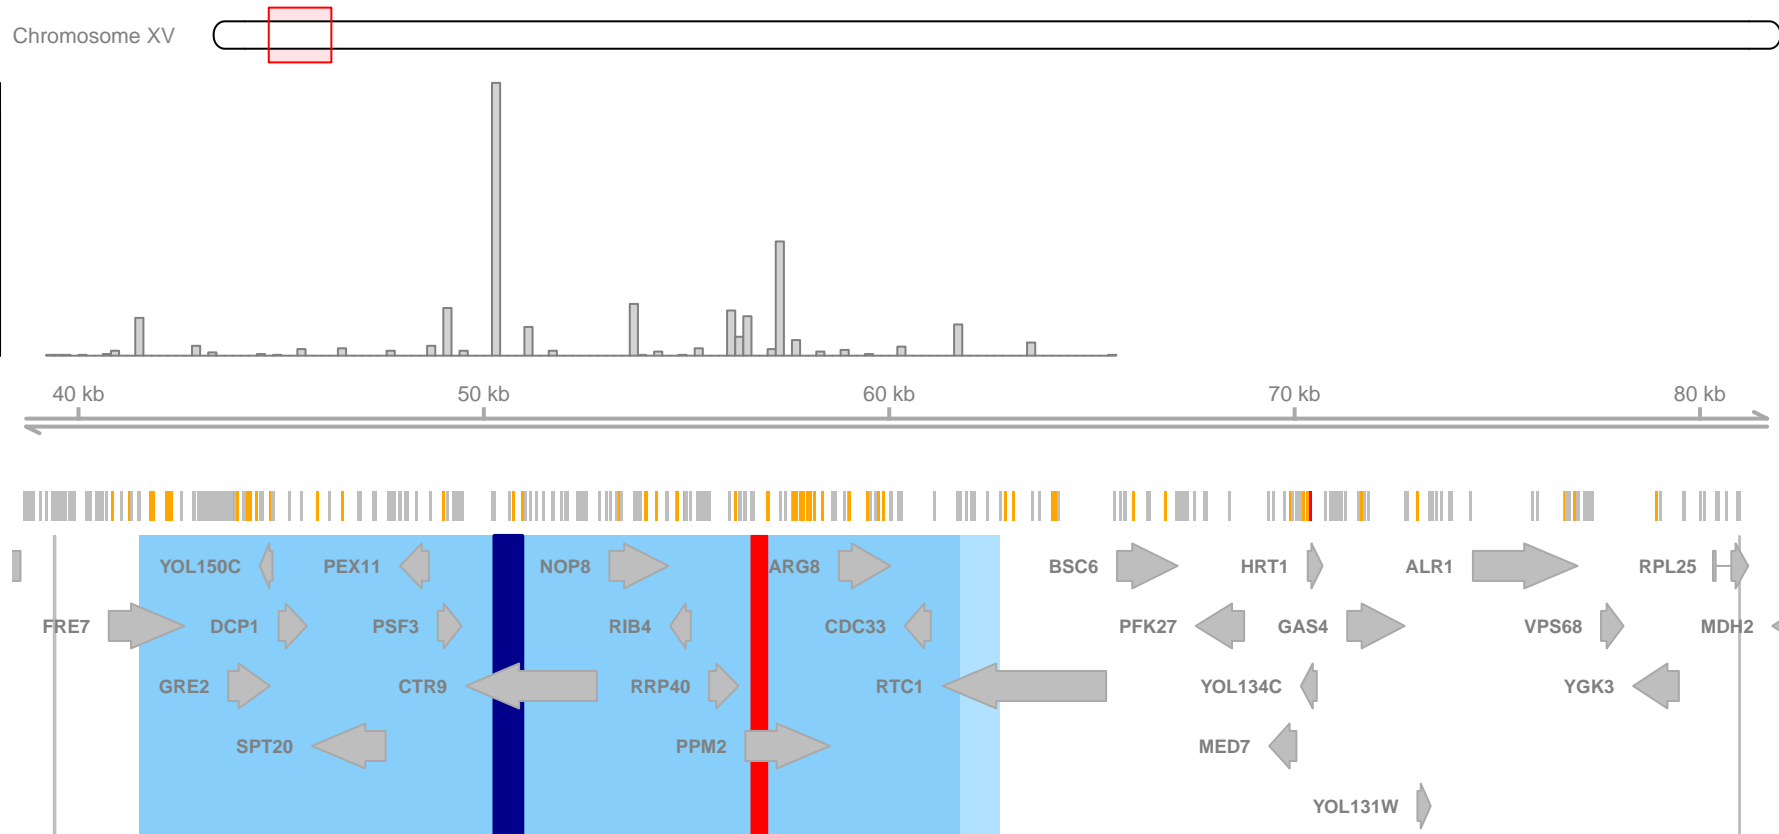 Chromosome XV
40 kb 50 kb 60 kb 70 kb 80 kb
YOL150C PEX11 NOP8 ARG8 BSC6 HRT1 ALR1 RPL25
FRE7 DCP1 PSF3 RIB4 CDC33 PFK27 GAS4 VPS68 MDH2
GRE2 CTR9 RRP40 RTC1 YOL134C YGK3
SPT20 PPM2 MED7
YOL131W